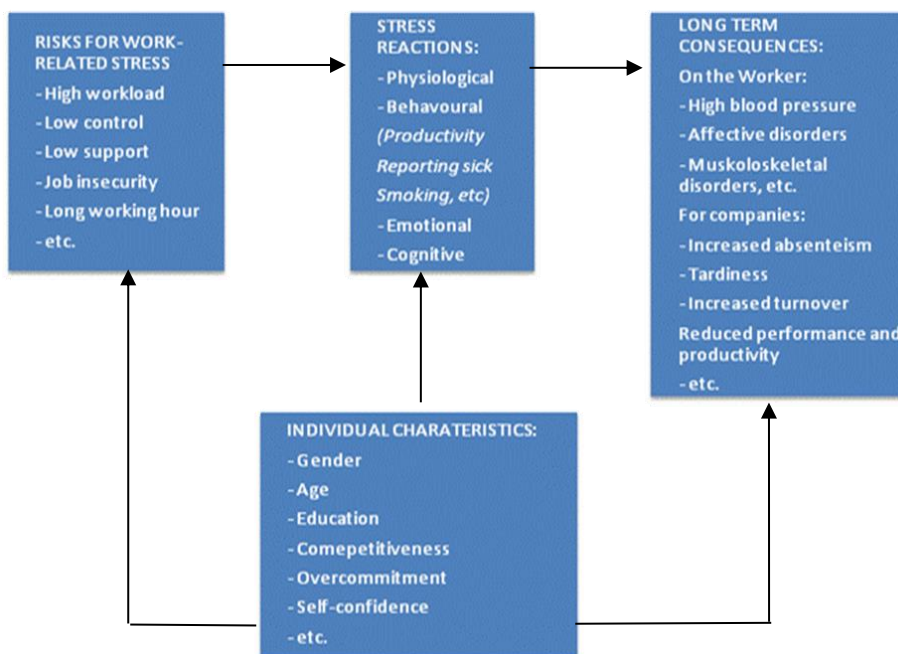 RISKS FOR WORK-
RELATED STRESS
-High workload
-Low control
-Low support
-Job insecurity
-Long working hour
-etc.
STRESS
REACTIONS:
-Physiological
-Behavoural
(Productivity
Reporting sick
Smoking, etc)
-Emotional
-Cognitive
LONG TERM
CONSEQUENCES:
On the Worker:
-High blood pressure
-Affective disorders
-Muskoloskeletal
disorders, etc.
For companies:
-Increased absenteism
-Tardiness
-Increased turnover
Reduced performance and
productivity
-etc.
INDIVIDUAL CHARATERISTICS:
-Gender
-Age
-Education
-Comepetitiveness
-Overcommitment
-Self-confidence
-etc.